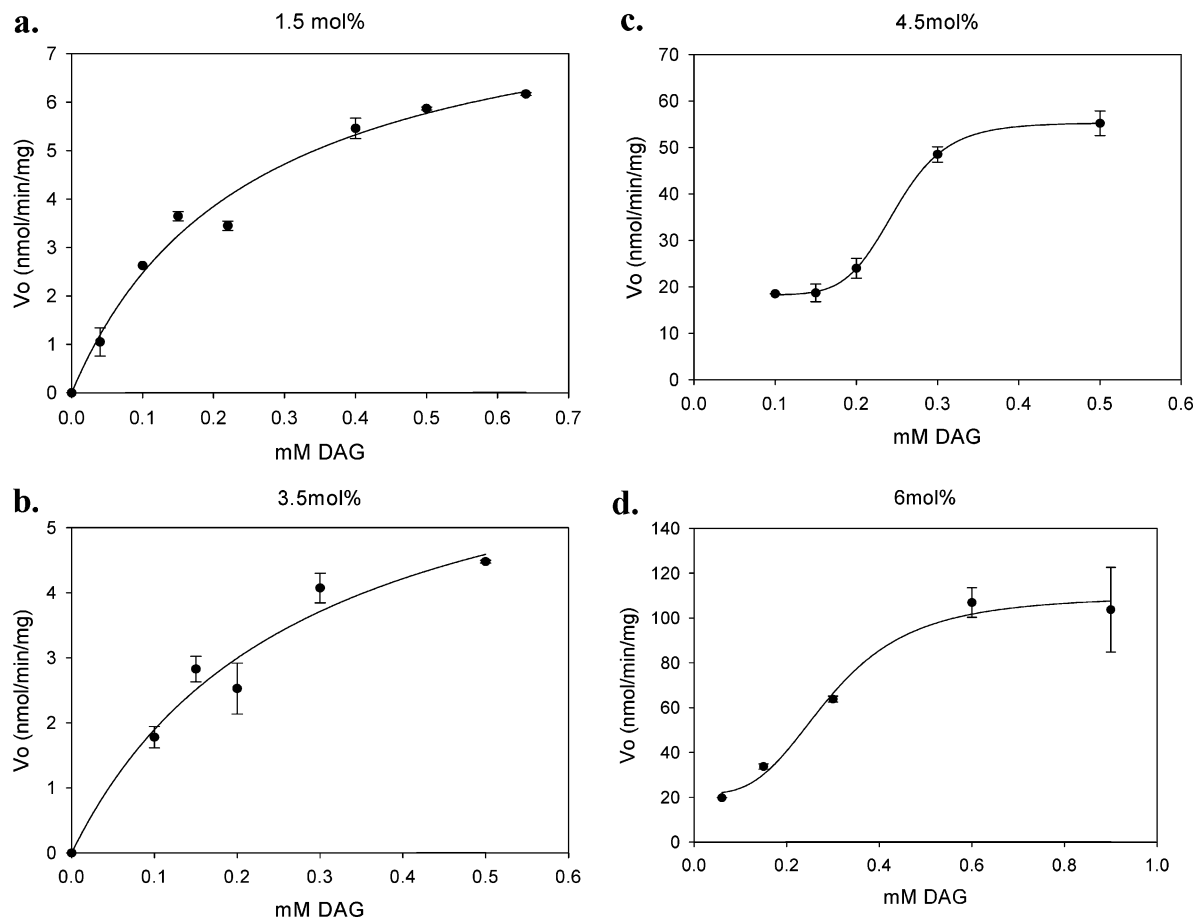 a.
1.5 mol%
7
6
5
4
3
2
1
0
Vo (nmol/min/mg)
0.0 0.1 0.2 0.3 0.4 0.5 0.6 0.7
mM DAG
c.
4.5mol%
70
60
50
40
30
20
10
0
Vo (nmol/min/mg)
0.0 0.1 0.2 0.3 0.4 0.5 0.6
mM DAG
b.
3.5mol%
5
4
3
2
1
0
Vo (nmol/min/mg)
0.0 0.1 0.2 0.3 0.4 0.5 0.6
mM DAG
d.
6mol%
140
120
100
80
60
40
20
0
Vo (nmol/min/mg)
0.0 0.2 0.4 0.6 0.8 1.0
mM DAG